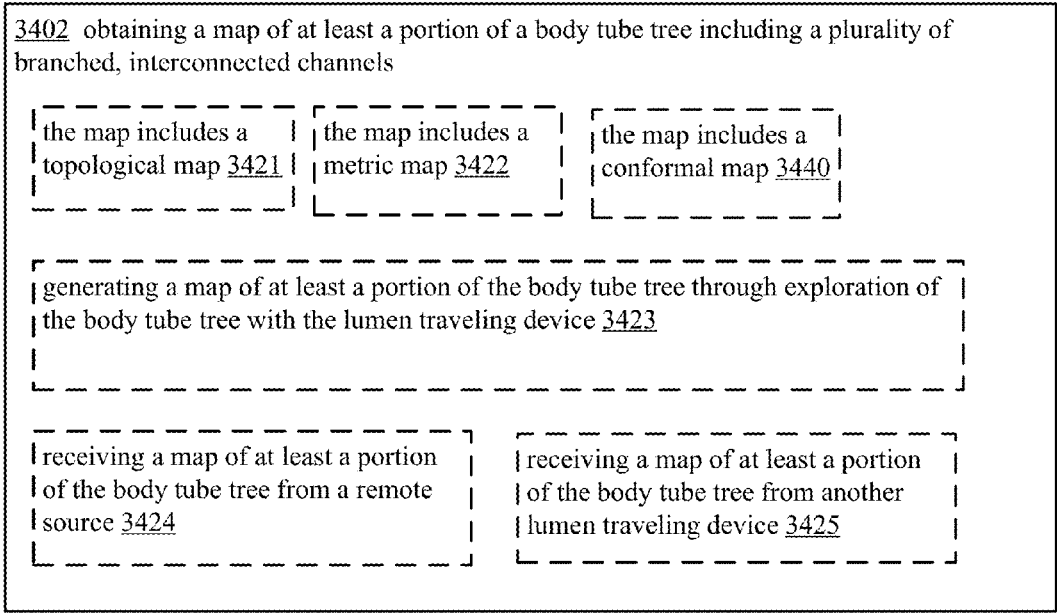 3402 obtaining a map of at least a portion of a body tube tree including a plurality of
branched, interconnected channels
the map includes a
topological map 3421
the map includes a
metric map 3422
the map includes a
conformal map 3440
generating a map of at least a portion of the body tube tree through exploration of
the body tube tree with the lumen traveling device 3423
receiving a map of at least a portion
of the body tube tree from a remote
source 3424
receiving a map of at least a portion
of the body tube tree from another
lumen traveling device 3425